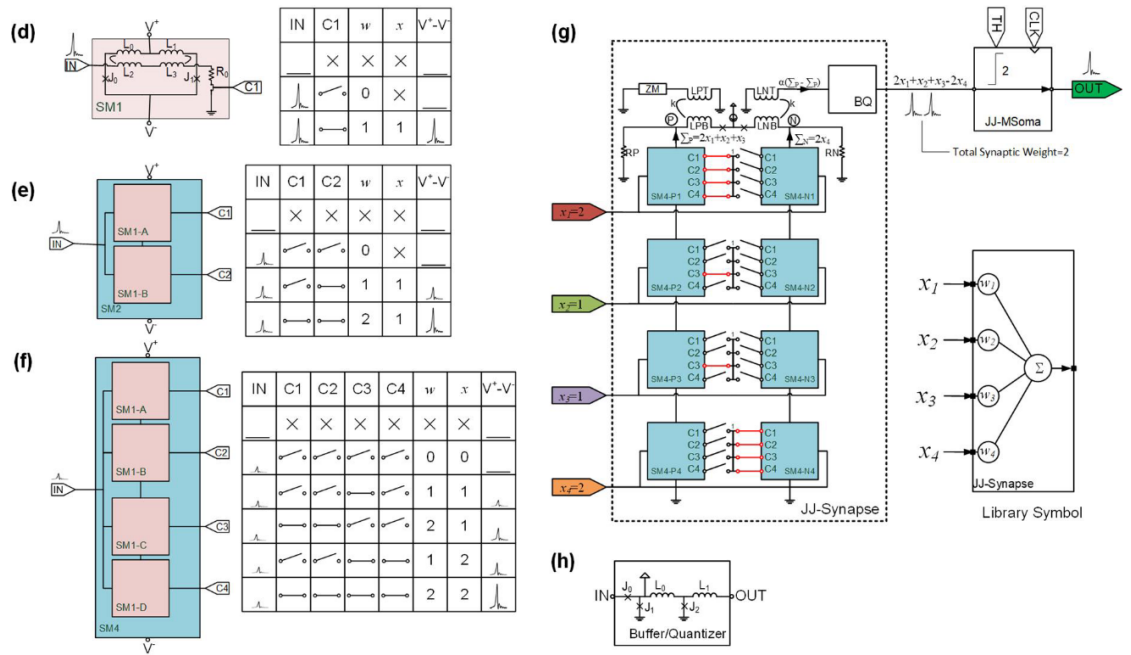 (d)
V+
L0 L1
IN
L2 L3
J0 J1 R0
C1
SM1
V-
IN C1 w x V+-V-
× × ×
0 ×
1 1
(e)
V+
SM1-A
C1
IN
SM1-B
C2
SM2
V-
IN C1 C2 w x V+-V-
× × × ×
0 ×
1 1
2 1
(f)
V+
SM1-A
C1
SM1-B
C2
IN
SM1-C
C3
SM1-D
C4
SM4
V-
IN C1 C2 C3 C4 w x V+-V-
× × × × × ×
0 0
1 1
2 1
1 2
2 2
(g)
ZM LPT LNT α(∑P - ∑P)
k k
BQ
P LPB LNB N
RP ∑P=2x1+x2+x3 ∑N=2x4 RN
C1 1 C1
C2 C2
C3 C3
C4 C4
SM4-P1 SM4-N1
x1=2
C1 1 C1
C2 C2
C3 C3
C4 C4
SM4-P2 SM4-N2
x2=1
C1 1 C1
C2 C2
C3 C3
C4 C4
SM4-P3 SM4-N3
x3=1
C1 1 C1
C2 C2
C3 C3
C4 C4
SM4-P4 SM4-N4
x4=2
JJ-Synapse
2x1+x2+x3-2x4
TH CLK
2
JJ-MSoma
OUT
Total Synaptic Weight=2
x1 w1
x2 w2
Σ
x3 w3
x4 w4
JJ-Synapse
Library Symbol
(h)
J0 L0 L1
IN OUT
J1 J2
Buffer/Quantizer